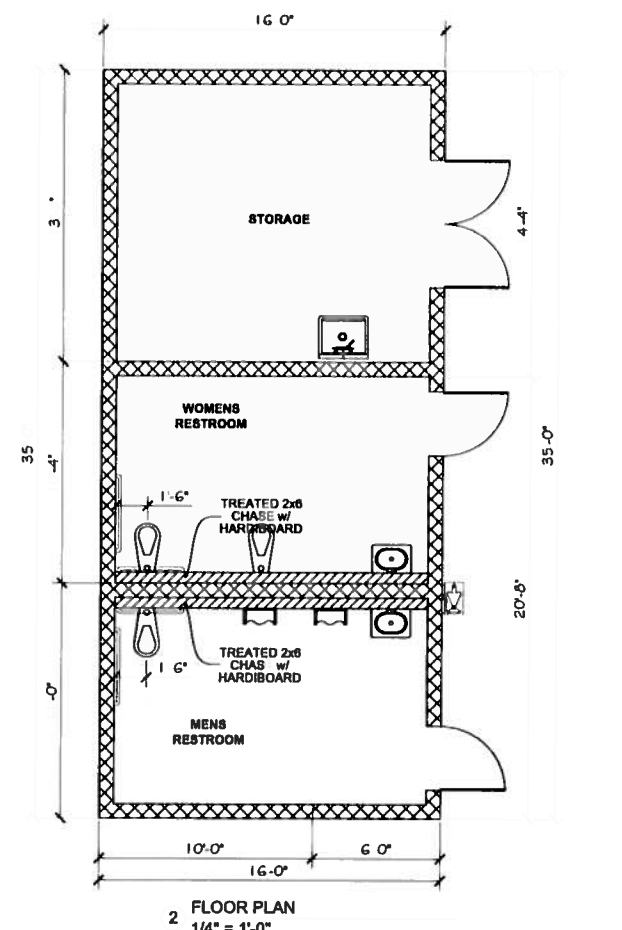 16 0"
STORAGE
4-4"
3 "
WOMENS
RESTROOM
35
-4"
35-0"
1'-6"
TREATED 2x6
CHASE w/
HARDIBOARD
20'-8"
TREATED 2x6
CHAS w/
HARDIBOARD
1 6"
-0"
MENS
RESTROOM
10'-0"
6 0"
16-0"
2 FLOOR PLAN
1/4" = 1'-0"